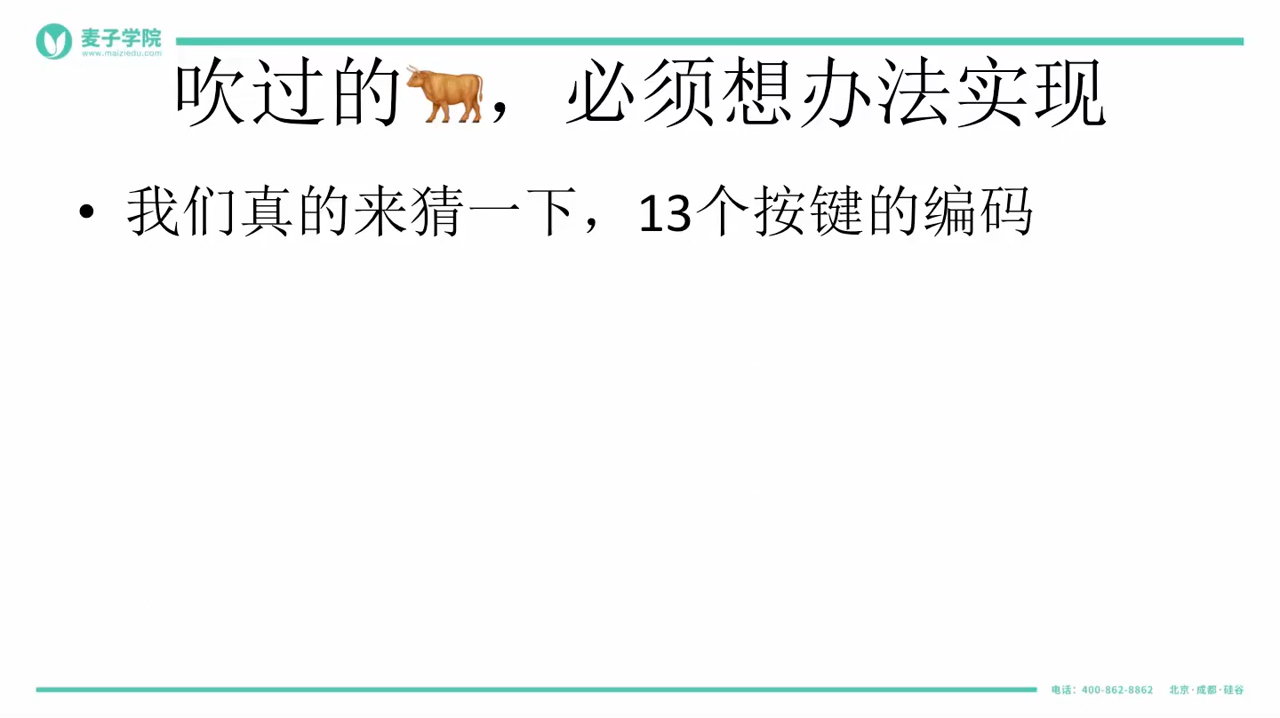 麦子学院
www.maiziedu.com
吹过的🐂，必须想办法实现
• 我们真的来猜一下，13个按键的编码
电话：400-862-8862 北京·成都·硅谷